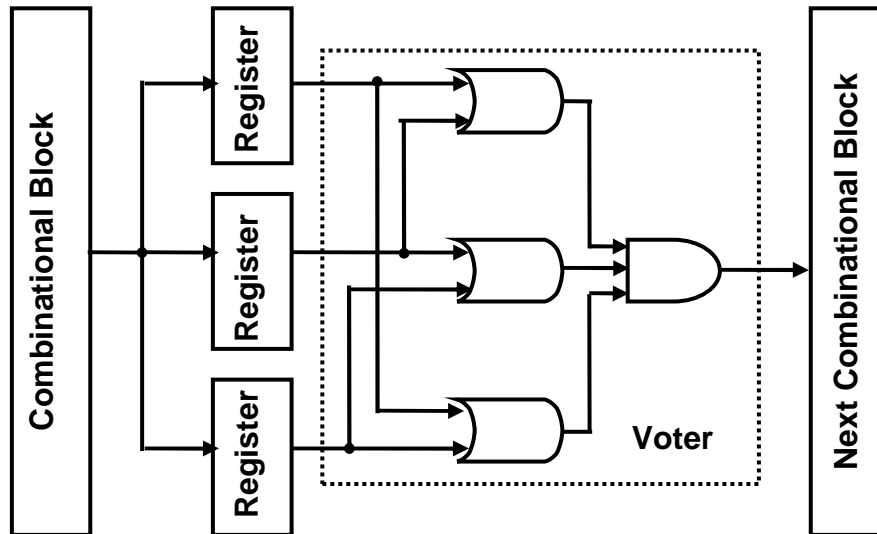 Combinational Block
Register
Register
Register
Voter
Next Combinational Block